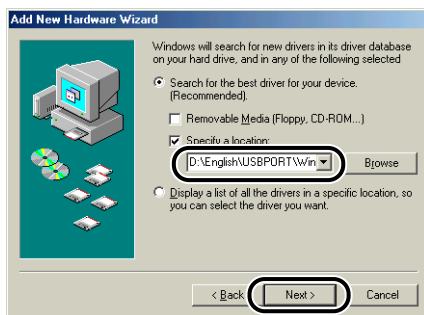 Add New Hardware Wizard
Windows will search for new drivers in its driver database
on your hard drive, and in any of the following selected
Search for the best driver for your device.
(Recommended).
Removable Media (Floppy, CD-ROM...)
Specify a location:
D:\English\USBPORT\Win
Browse
Display a list of all the drivers in a specific location, so
you can select the driver you want.
< Back
Next >
Cancel